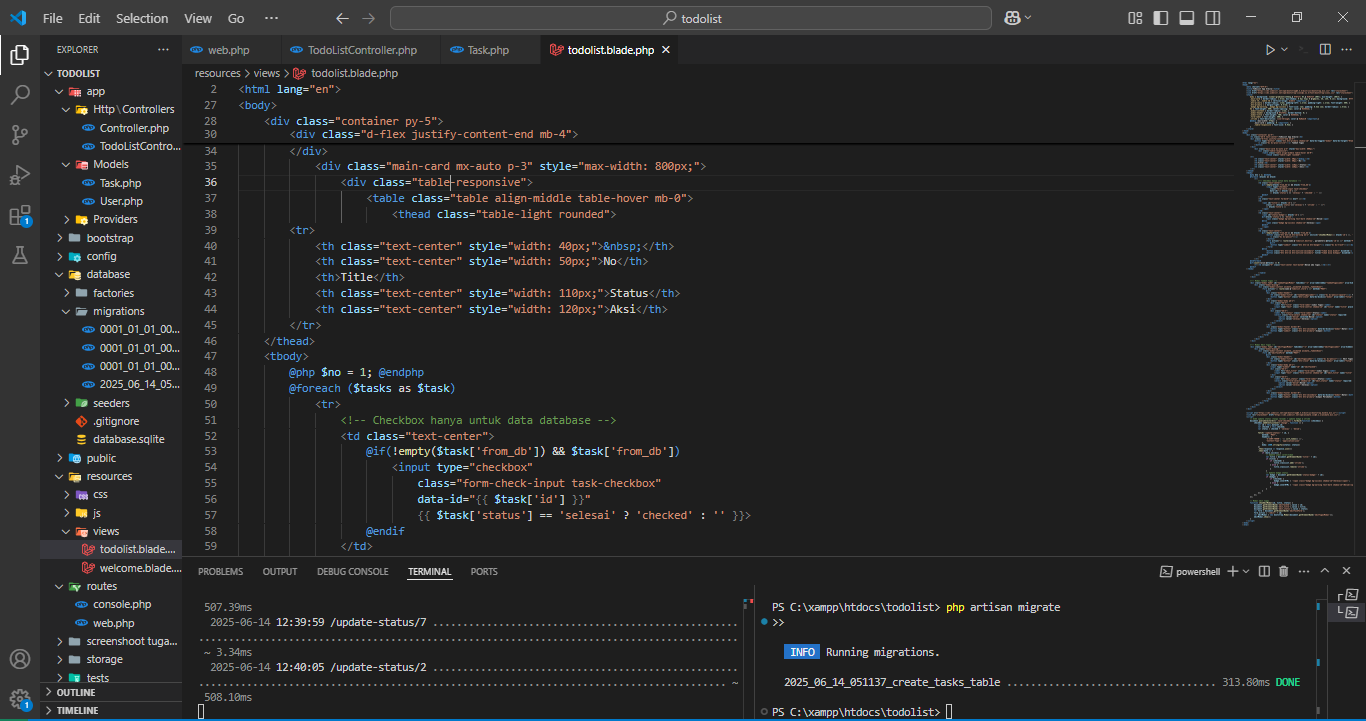 File Edit Selection View Go ··· todolist
EXPLORER ···
TODOLIST
app
Http \ Controllers
Controller.php
TodoListContro...
Models
Task.php
User.php
Providers
bootstrap
config
database
factories
migrations
0001_01_01_00...
0001_01_01_00...
0001_01_01_00...
2025_06_14_05...
seeders
.gitignore
database.sqlite
public
resources
css
js
views
todolist.blade....
welcome.blade....
routes
console.php
web.php
screenshoot tuga...
storage
tests
OUTLINE
TIMELINE
1
1
web.php TodoListController.php Task.php todolist.blade.php
resources > views > todolist.blade.php
2 <html lang="en">
27 <body>
28 <div class="container py-5">
30 <div class="d-flex justify-content-end mb-4">
34 </div>
35 <div class="main-card mx-auto p-3" style="max-width: 800px;">
36 <div class="table-responsive">
37 <table class="table align-middle table-hover mb-0">
38 <thead class="table-light rounded">
39 <tr>
40 <th class="text-center" style="width: 40px;">&nbsp;</th>
41 <th class="text-center" style="width: 50px;">No</th>
42 <th>Title</th>
43 <th class="text-center" style="width: 110px;">Status</th>
44 <th class="text-center" style="width: 120px;">Aksi</th>
45 </tr>
46 </thead>
47 <tbody>
48 @php $no = 1; @endphp
49 @foreach ($tasks as $task)
50 <tr>
51 <!-- Checkbox hanya untuk data database -->
52 <td class="text-center">
53 @if(!empty($task['from_db']) && $task['from_db'])
54 <input type="checkbox"
55 class="form-check-input task-checkbox"
56 data-id="{{ $task['id'] }}"
57 {{ $task['status'] == 'selesai' ? 'checked' : '' }}>
58 @endif
59 </td>
PROBLEMS OUTPUT DEBUG CONSOLE TERMINAL PORTS powershell
507.39ms
2025-06-14 12:39:59 /update-status/7 ................................................
.....................................................................................
~ 3.34ms
2025-06-14 12:40:05 /update-status/2 ................................................
................................................................................... ~
508.10ms
PS C:\xampp\htdocs\todolist> php artisan migrate
>>
INFO Running migrations.
2025_06_14_051137_create_tasks_table ................................. 313.80ms DONE
PS C:\xampp\htdocs\todolist>